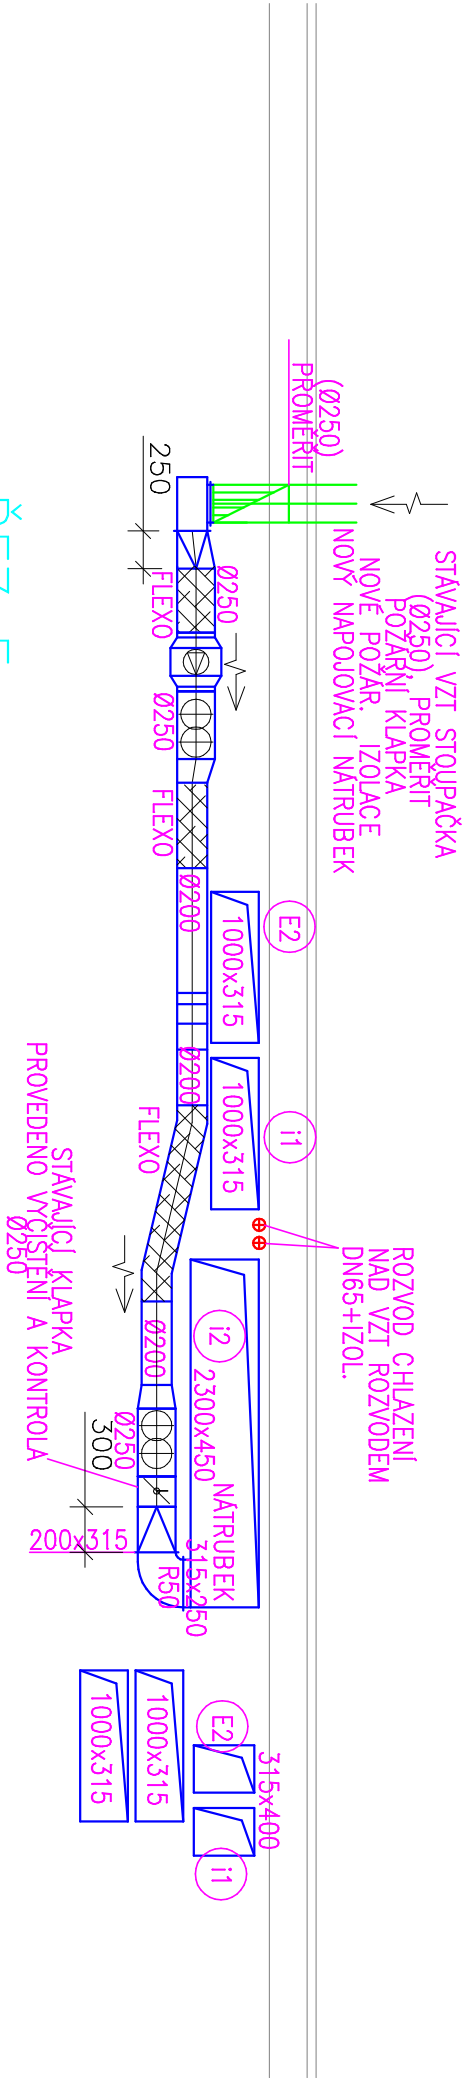 STÁVAJÍCÍ VZT STOUPAČKA
(Ø250) PROMĚŘIT
POŽÁRNÍ KLAPKA
NOVÉ POŽÁR. IZOLACE
NOVÝ NAPOJOVACÍ NÁTRUBEK
(Ø250)
PROMĚŘIT
250
Ø250
FLEXO
Ø250
FLEXO
Ø200
E2
1000x315
i1
1000x315
Ø200
FLEXO
ROZVOD CHLAZENÍ
NAD VZT ROZVODEM
DN65+IZOL.
i2
2300x450
NÁTRUBEK
315x250
R50
Ø200
Ø250
300
200x315
STÁVAJÍCÍ KLAPKA
PROVEDENO VYČIŠTENÍ A KONTROLA
Ø250
E2
315x400
i1
1000x315
1000x315